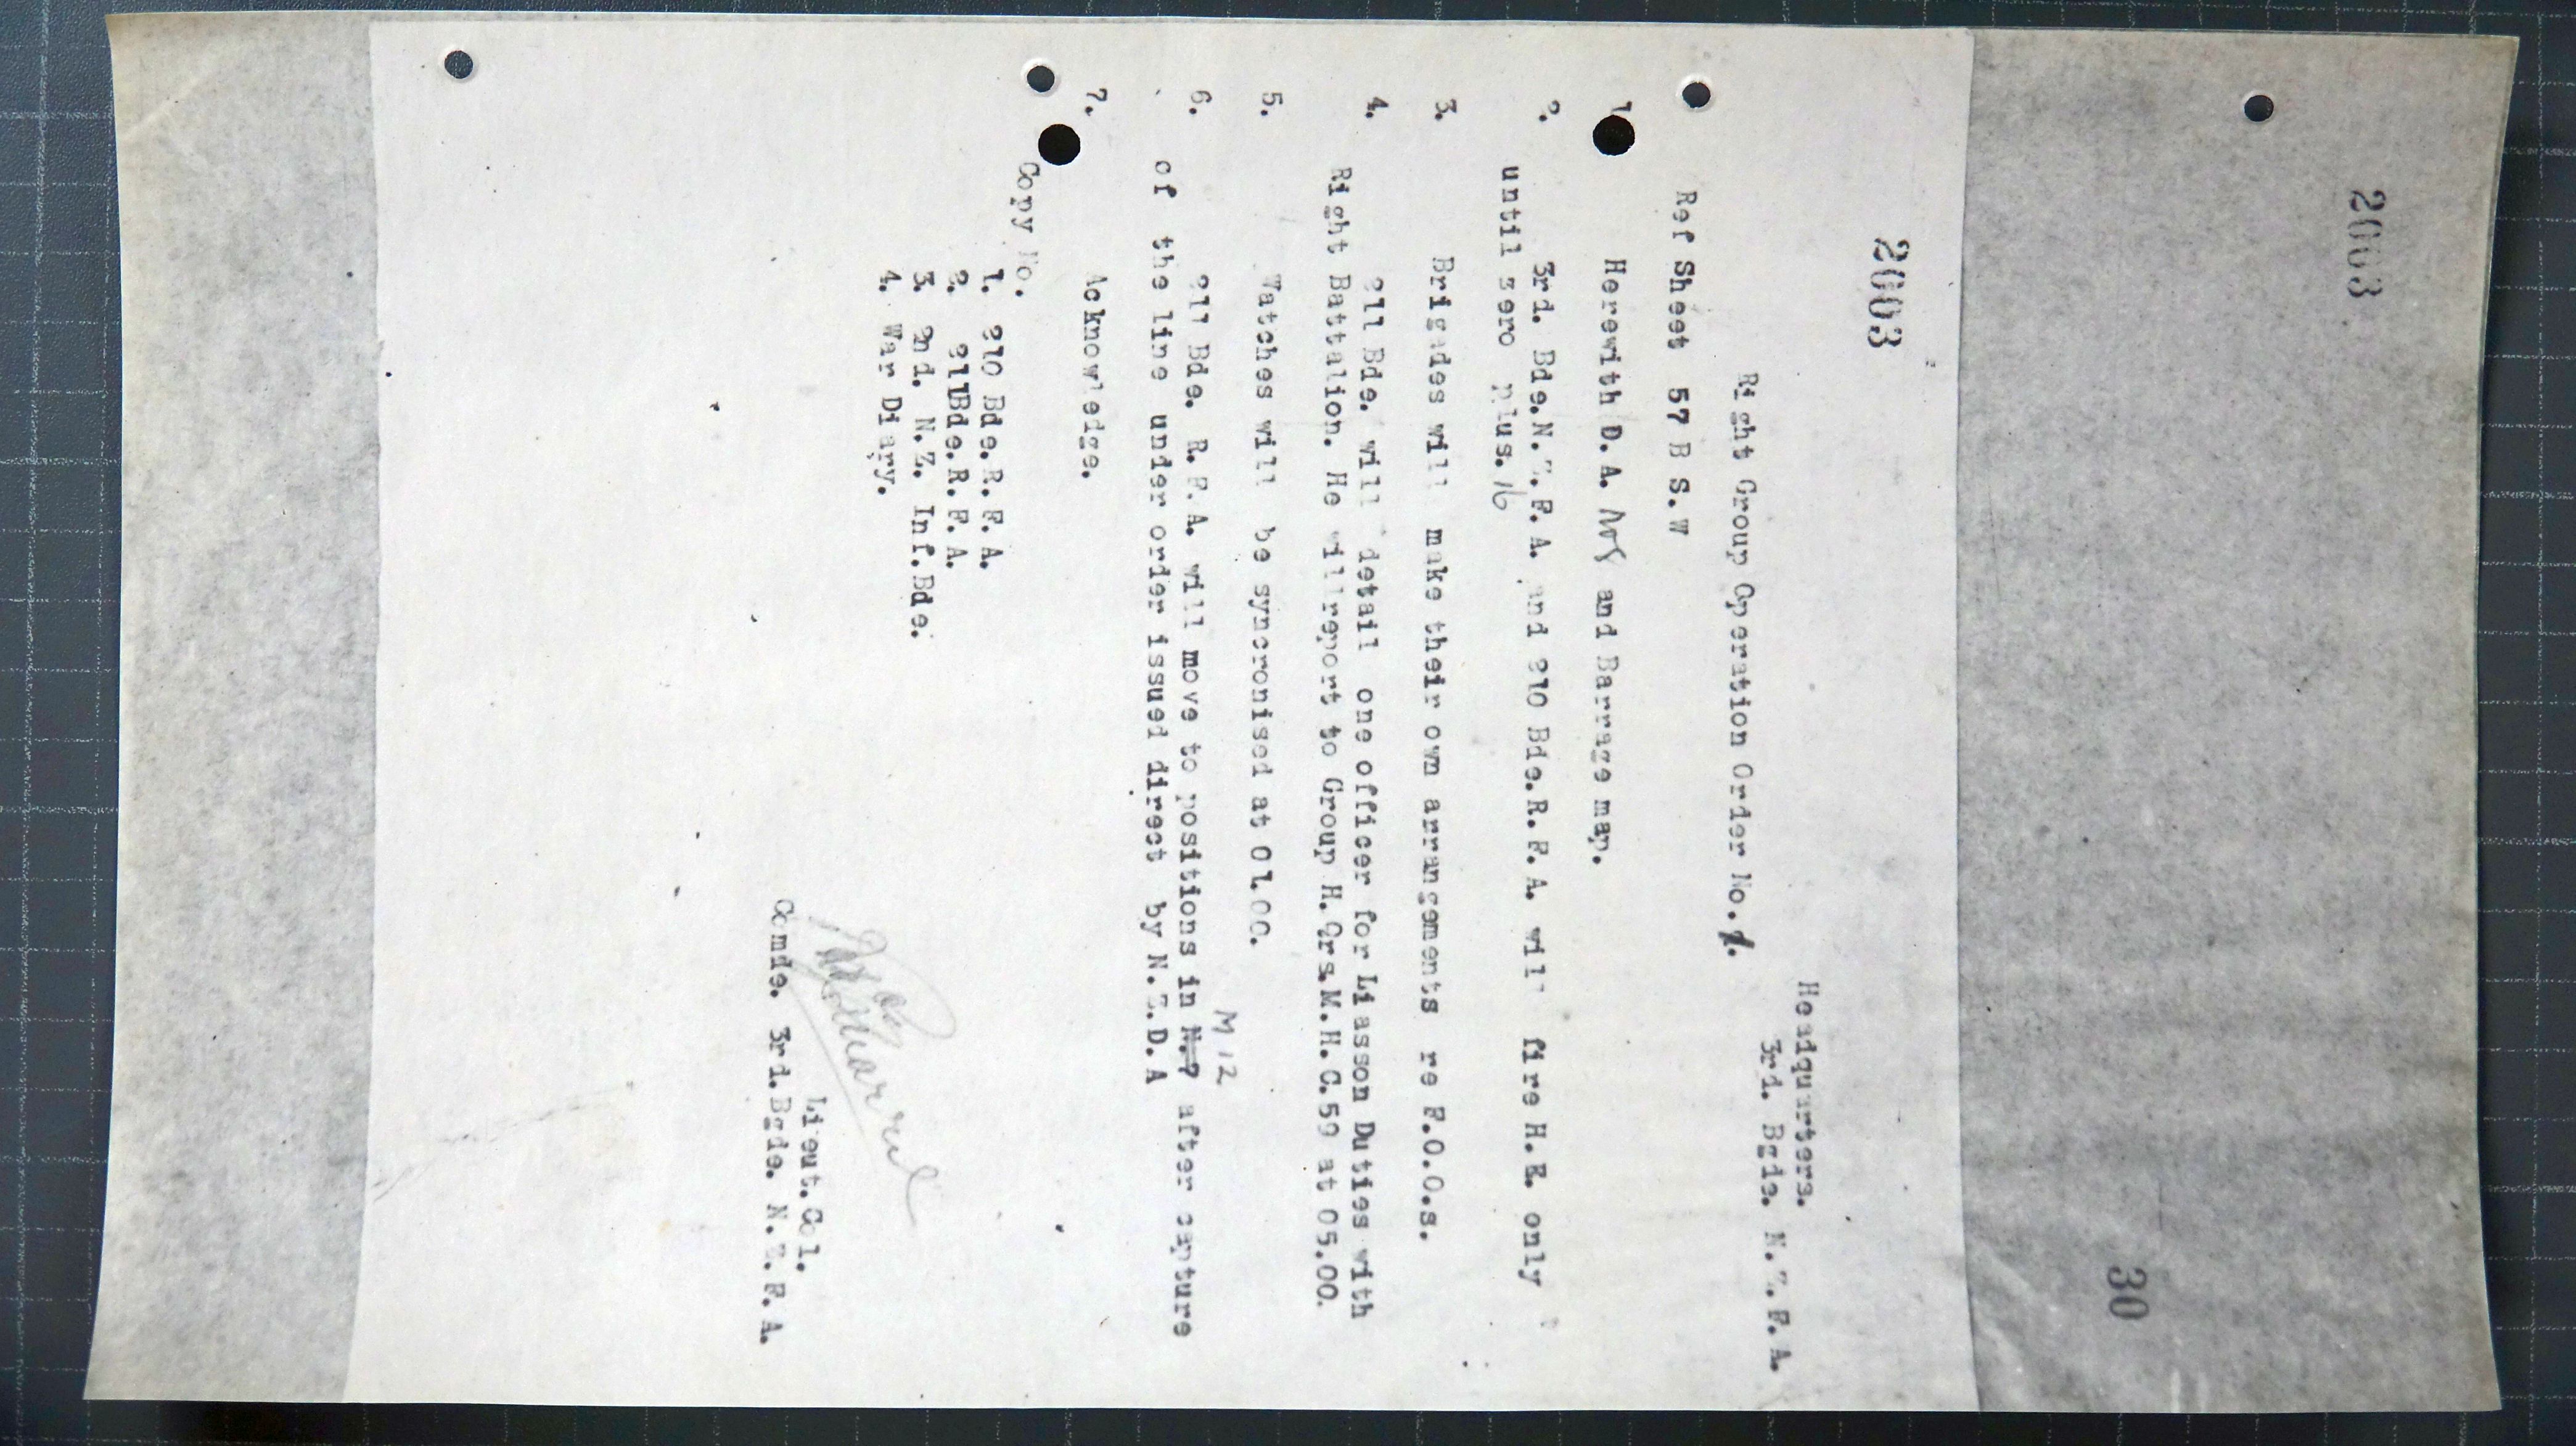 2003
30
2003
Headquarters.
3rd. Bgde. N.Z.F.A.
Right Group Operation Order No.
Ref Sheet 57 B S.W
1. Herewith D.A. and Barrage map.
2. 3rd. Bde.N.Z.F.A. and 210 Bde.R.F.A. will fire H.E. only
until zero plus. 16
3. Brigades will make their own arrangements re F.O.O.s.
4. 211 Bde. will detail one officer for Liasson Duties with
Right Battalion. He willreport to Group H.Qrs.M.H.C.59 at 05.00.
5. Watches will be syncronised at 01.00.
M 12
6. 211 Bde. R.F.A. will move to positions in N.7 after capture
of the line under order issued direct by N.Z.D.A
7. Acknowledge.
Copy No.
1. 210 Bde.R.F.A.
2. 211Bde.R.F.A.
3. 2nd. N.Z. Inf.Bde.
4. War Diary.
Lieut.Col.
Comde. 3rd.Bgde. N.Z.F.A.